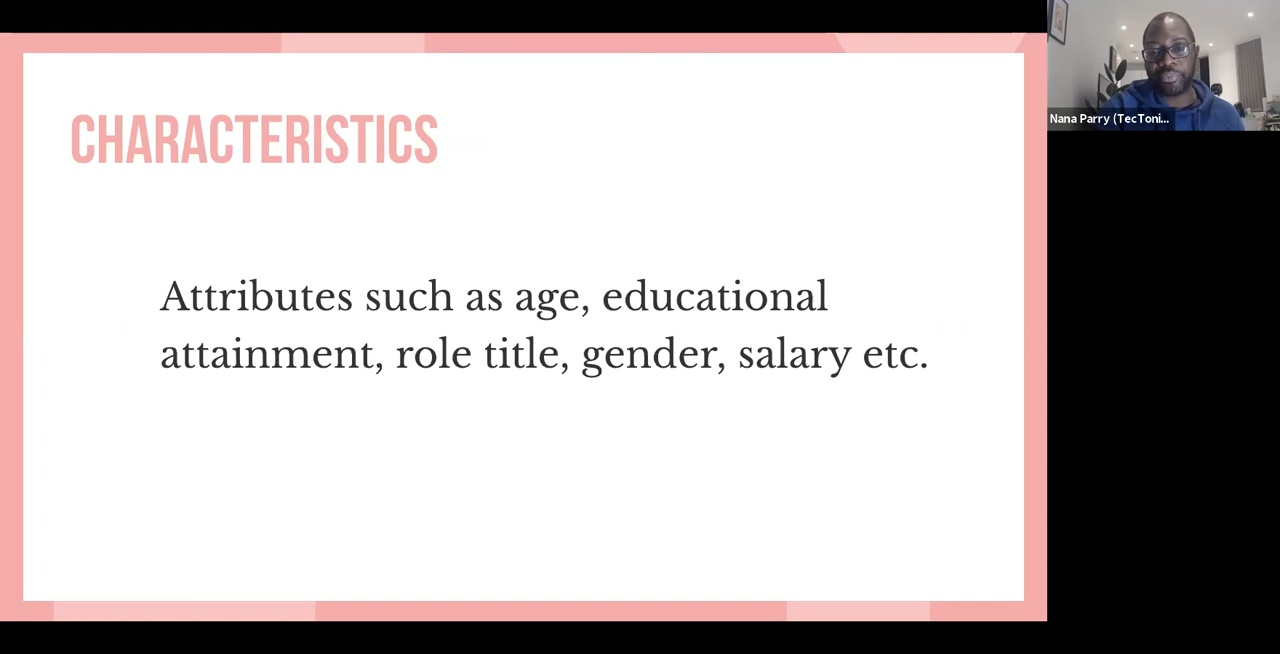 CHARACTERISTICS
Attributes such as age, educational
attainment, role title, gender, salary etc.
Nana Parry (TecToni...